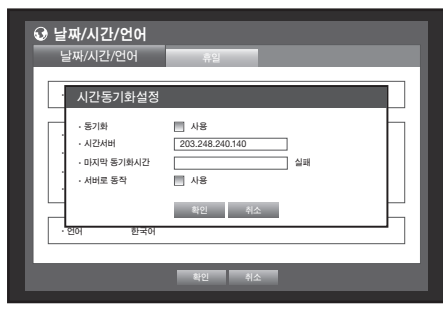 날짜/시간/언어
날짜/시간/언어 휴일
시간동기화설정
· 동기화 사용
· 시간서버 203.248.240.140
· 마지막 동기화시간 실패
· 서버로 동작 사용
확인 취소
· 언어 한국어
확인 취소